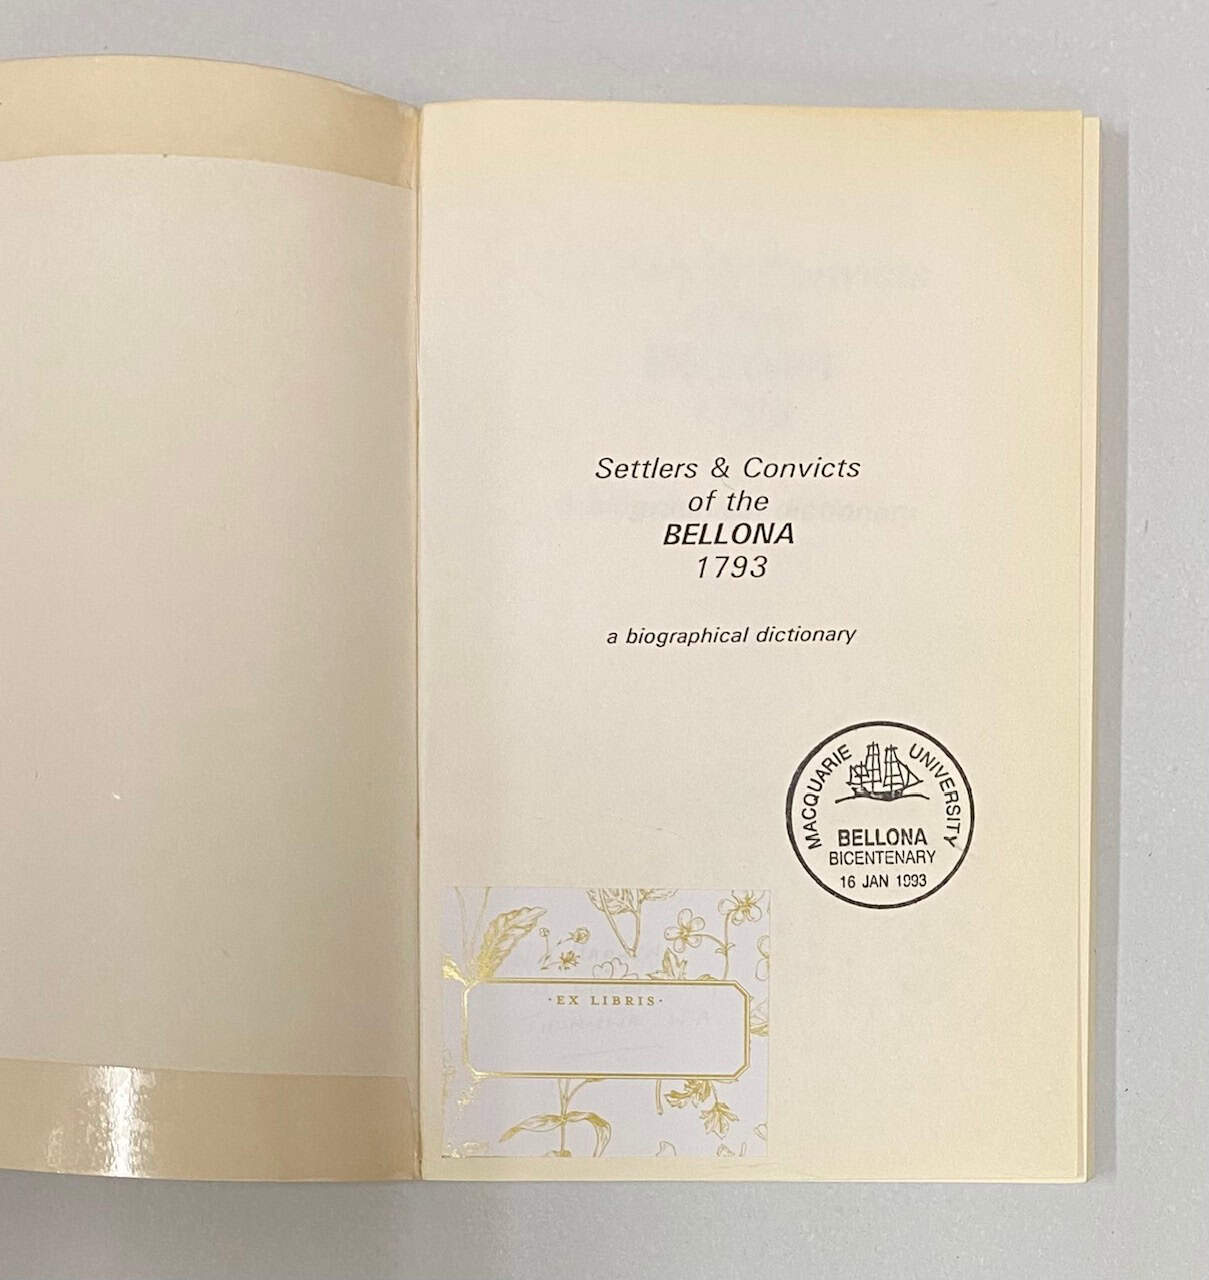 Settlers & Convicts
of the
BELLONA
1793
a biographical dictionary
MACQUARIE UNIVERSITY
BELLONA
BICENTENARY
16 JAN 1993
·EX LIBRIS·